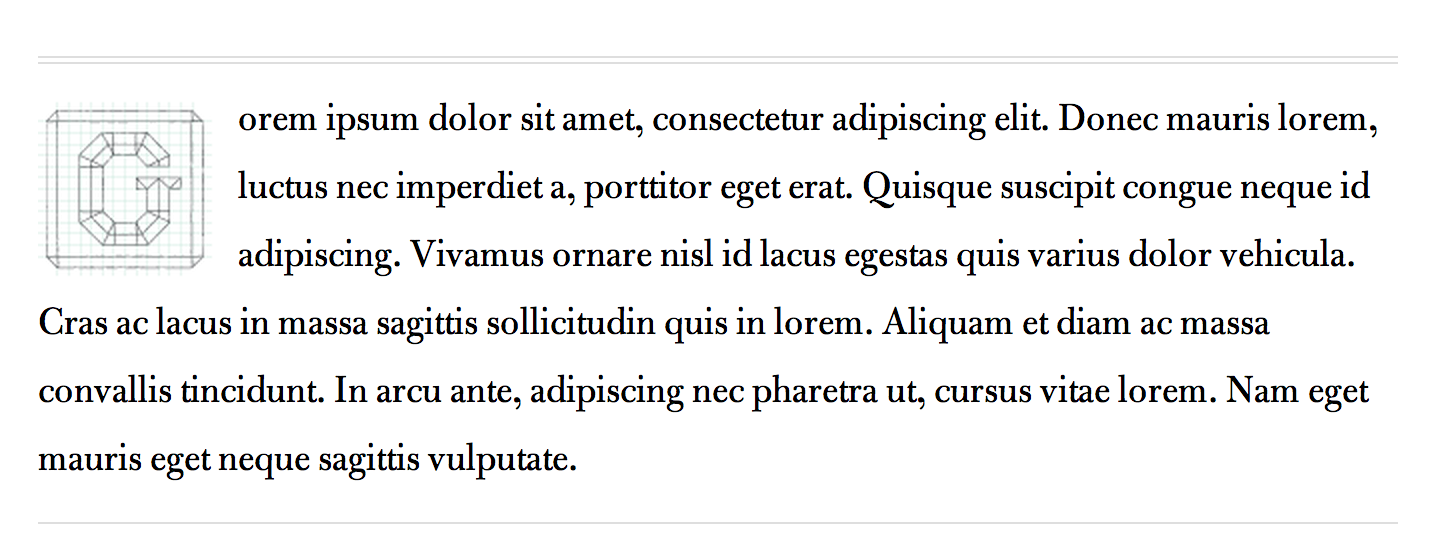 Gorem ipsum dolor sit amet, consectetur adipiscing elit. Donec mauris lorem,
luctus nec imperdiet a, porttitor eget erat. Quisque suscipit congue neque id
adipiscing. Vivamus ornare nisl id lacus egestas quis varius dolor vehicula.
Cras ac lacus in massa sagittis sollicitudin quis in lorem. Aliquam et diam ac massa
convallis tincidunt. In arcu ante, adipiscing nec pharetra ut, cursus vitae lorem. Nam eget
mauris eget neque sagittis vulputate.